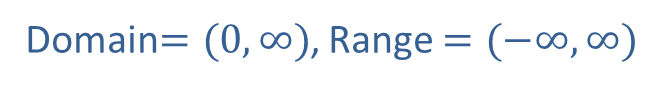 Domain= (0, ∞), Range = (−∞, ∞)